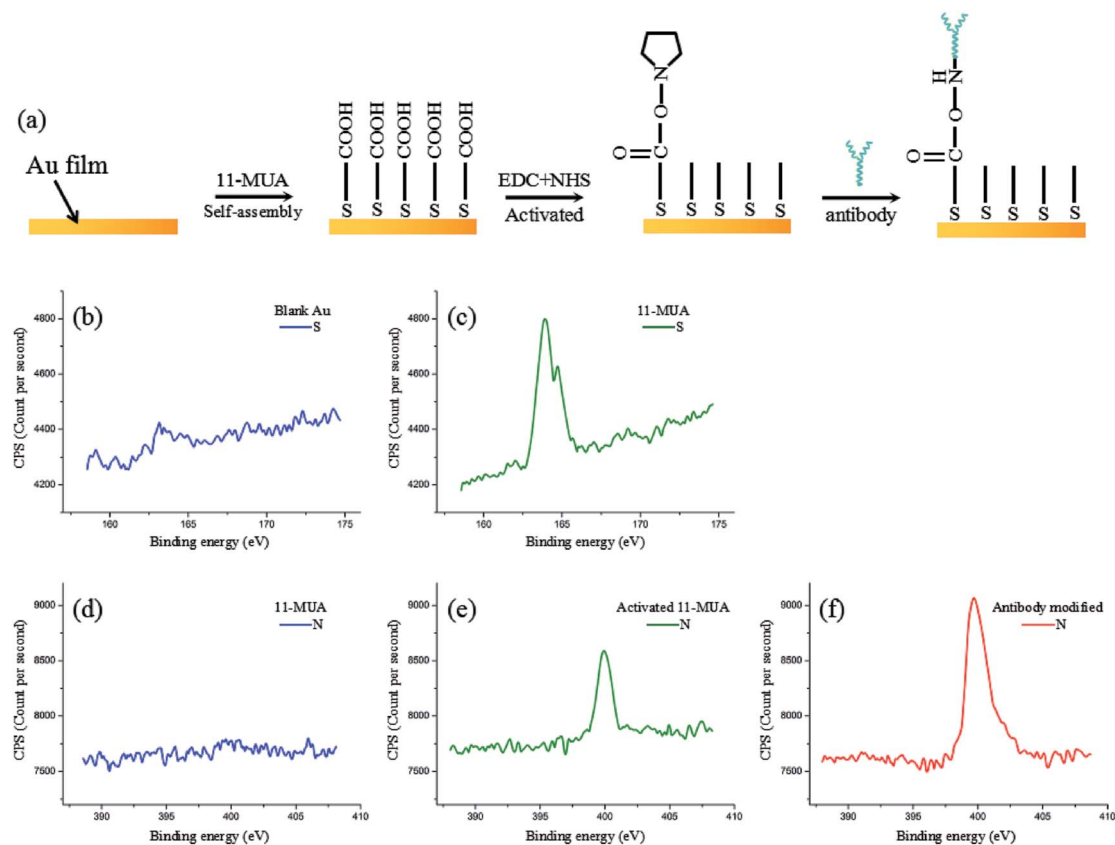 (a)
Au film
11-MUA
Self-assembly
COOH COOH COOH COOH COOH
S S S S S
EDC+NHS
Activated
N
O
O C
S S S S S
antibody
H
N
O
O C
S S S S S
(b)
Blank Au
S
CPS (Count per second)
4800
4600
4400
4200
160 165 170 175
Binding energy (eV)
(c)
11-MUA
S
CPS (Count per second)
4800
4600
4400
4200
160 165 170 175
Binding energy (eV)
(d)
11-MUA
N
CPS (Count per second)
9000
8500
8000
7500
390 395 400 405 410
Binding energy (eV)
(e)
Activated 11-MUA
N
CPS (Count per second)
9000
8500
8000
7500
390 395 400 405 410
Binding energy (eV)
(f)
Antibody modified
N
CPS (Count per second)
9000
8500
8000
7500
390 395 400 405 410
Binding energy (eV)